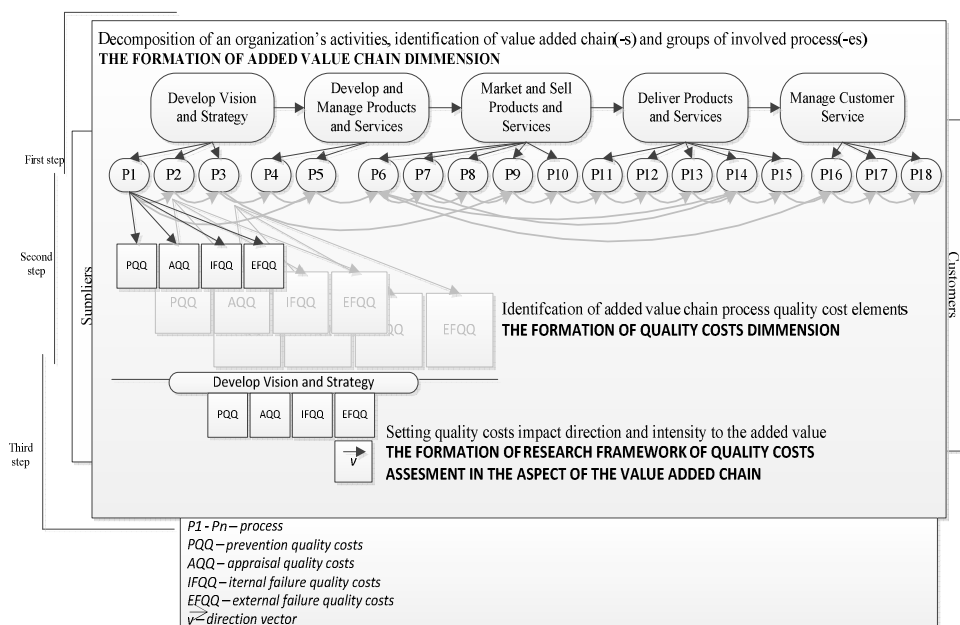 Decomposition of an organization's activities, identification of value added chain(-s) and groups of involved process(-es)
THE FORMATION OF ADDED VALUE CHAIN DIMMENSION
Develop Vision
and Strategy
Develop and
Manage Products
and Services
Market and Sell
Products and
Services
Deliver Products
and Services
Manage Customer
Service
First step
P1 P2 P3 P4 P5 P6 P7 P8 P9 P10 P11 P12 P13 P14 P15 P16 P17 P18
Second
step
Suppliers
Customers
PQQ AQQ IFQQ EFQQ
PQQ AQQ IFQQ EFQQ
QQ EFQQ
Identifcation of added value chain process quality cost elements
THE FORMATION OF QUALITY COSTS DIMMENSION
Develop Vision and Strategy
PQQ AQQ IFQQ EFQQ
v
Third
step
Setting quality costs impact direction and intensity to the added value
THE FORMATION OF RESEARCH FRAMEWORK OF QUALITY COSTS
ASSESMENT IN THE ASPECT OF THE VALUE ADDED CHAIN
P1 - Pn – process
PQQ – prevention quality costs
AQQ – appraisal quality costs
IFQQ – iternal failure quality costs
EFQQ – external failure quality costs
v – direction vector